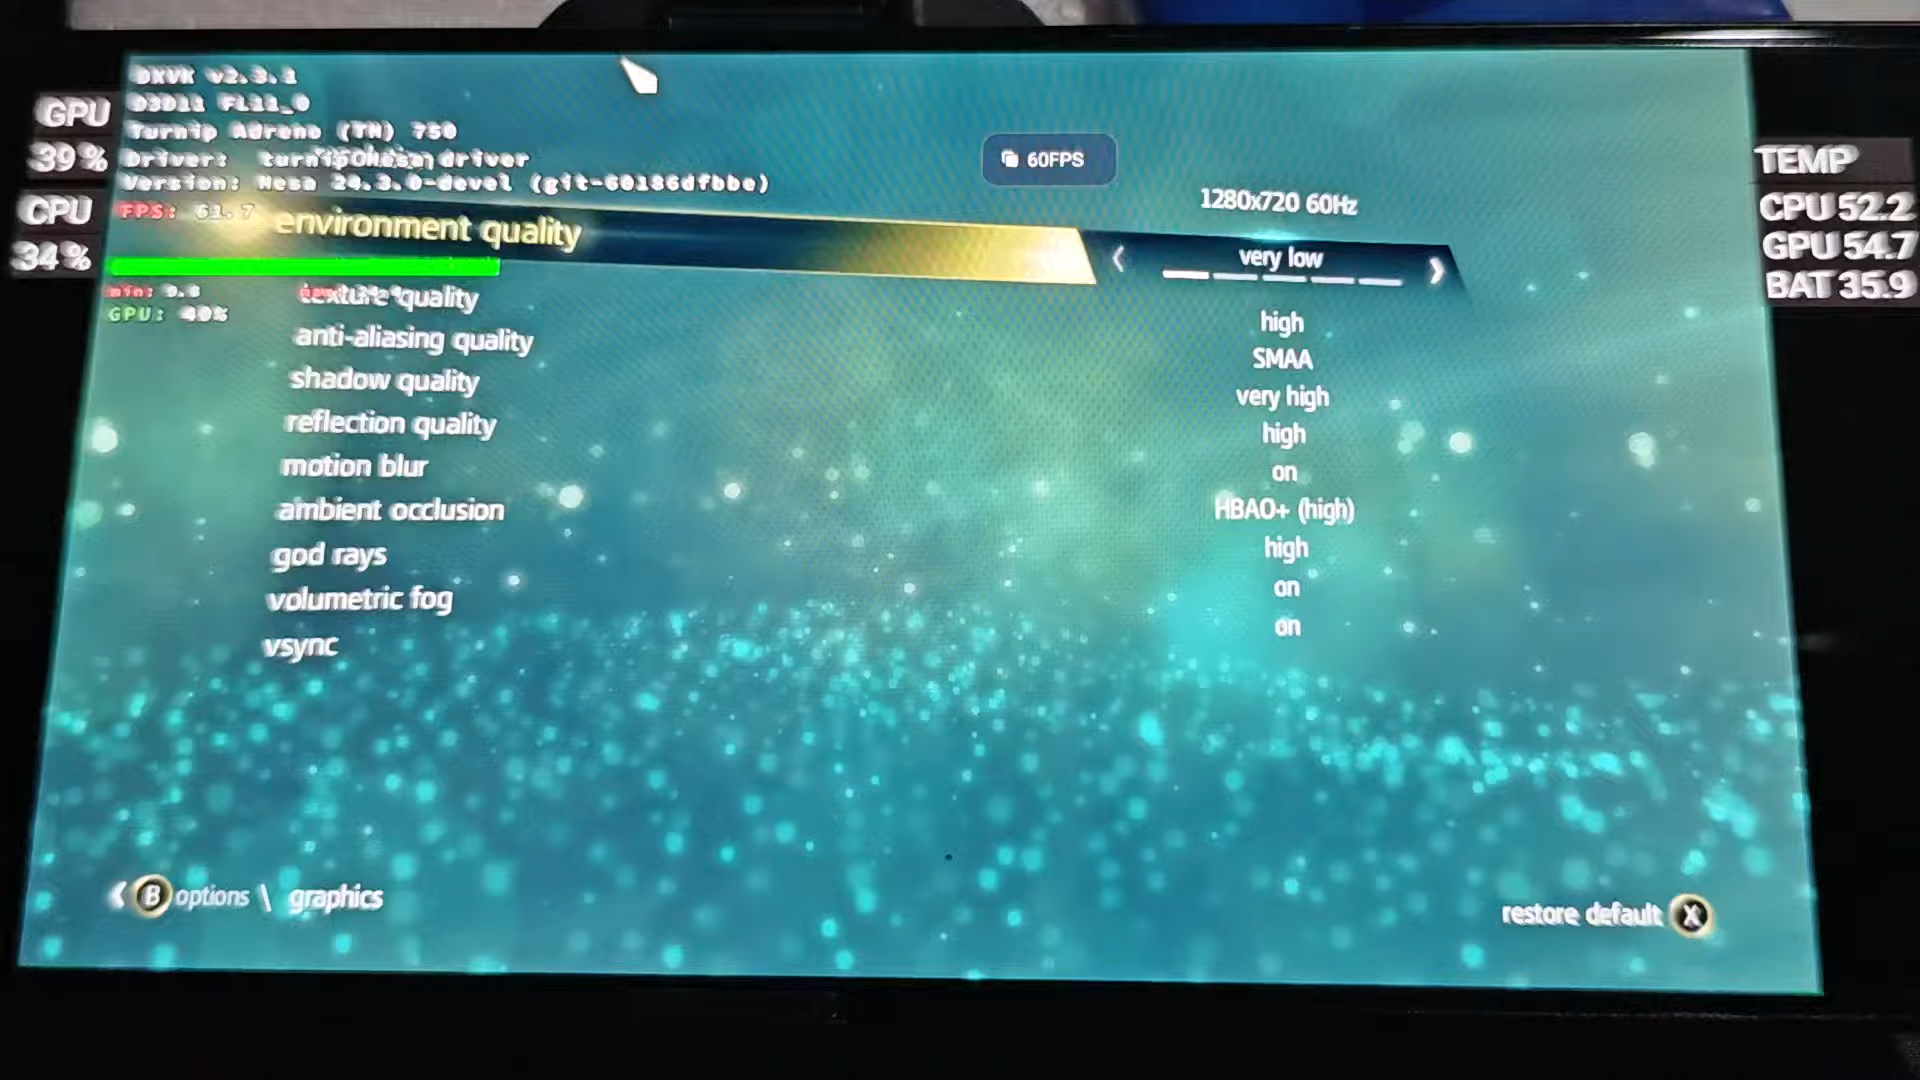 DXVK v2.3.1
D3D11 FL11_0
Turnip Adreno (TM) 750
Driver: turnip Mesa driver
Version: Mesa 24.3.0-devel (git-60186dfbbe)
GPU
39%
CPU
34%
FPS: 61.7
60FPS
1280x720 60Hz
TEMP
CPU 52.2
GPU 54.7
BAT 35.9
environment quality
very low
min:
GPU: 40%
texture quality
high
anti-aliasing quality
SMAA
shadow quality
very high
reflection quality
high
motion blur
on
ambient occlusion
HBAO+ (high)
god rays
high
volumetric fog
on
vsync
on
B options \ graphics
restore default X